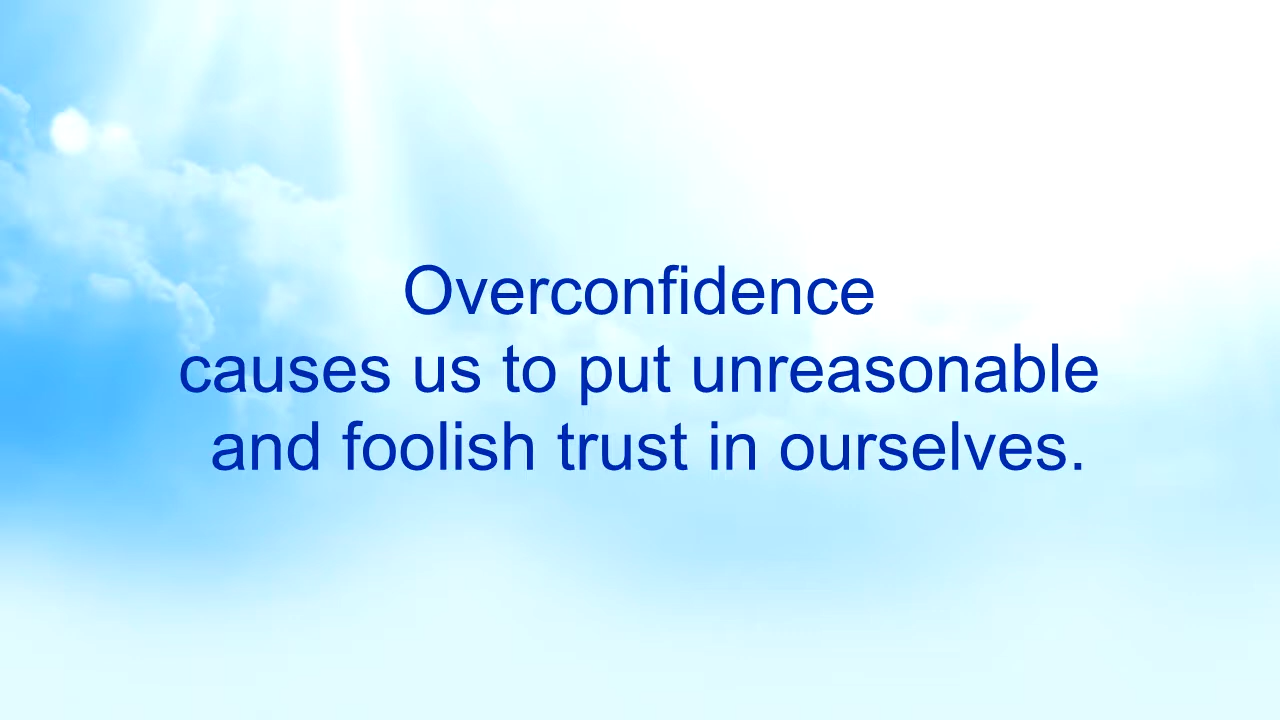 Overconfidence
causes us to put unreasonable
and foolish trust in ourselves.